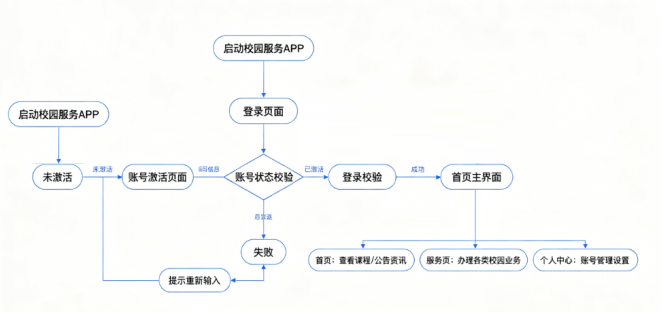 启动校园服务APP
登录页面
启动校园服务APP
未激活
未激活
账号激活页面
账号状态校验
已激活
登录校验
成功
首页主界面
失败
提示重新输入
首页：查看课程/公告资讯
服务页：办理各类校园业务
个人中心：账号管理设置